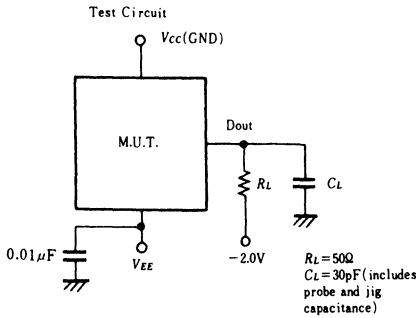 Test Circuit
Vcc(GND)
M.U.T.
Dout
RL
CL
0.01μF
VEE
−2.0V
RL=50Ω
CL=30pF(includes
probe and jig
capacitance)